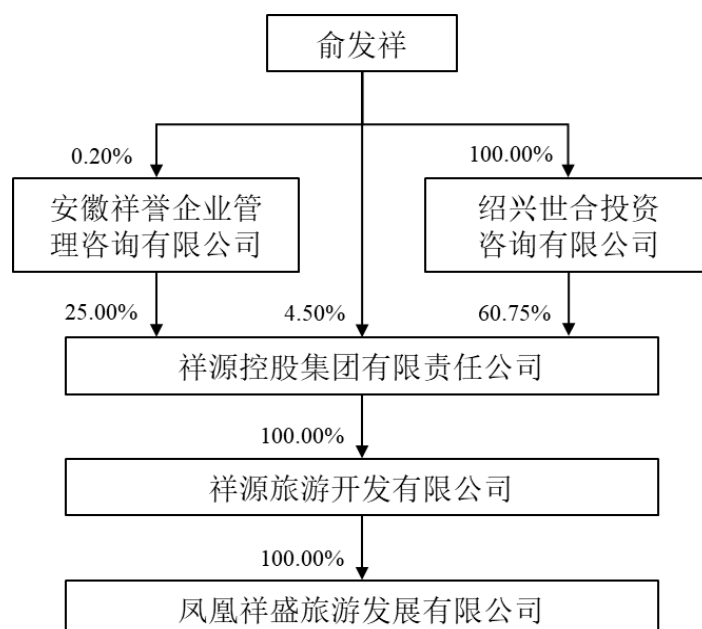 俞发祥
0.20%
100.00%
安徽祥誉企业管
理咨询有限公司
绍兴世合投资
咨询有限公司
25.00%
4.50%
60.75%
祥源控股集团有限责任公司
100.00%
祥源旅游开发有限公司
100.00%
凤凰祥盛旅游发展有限公司